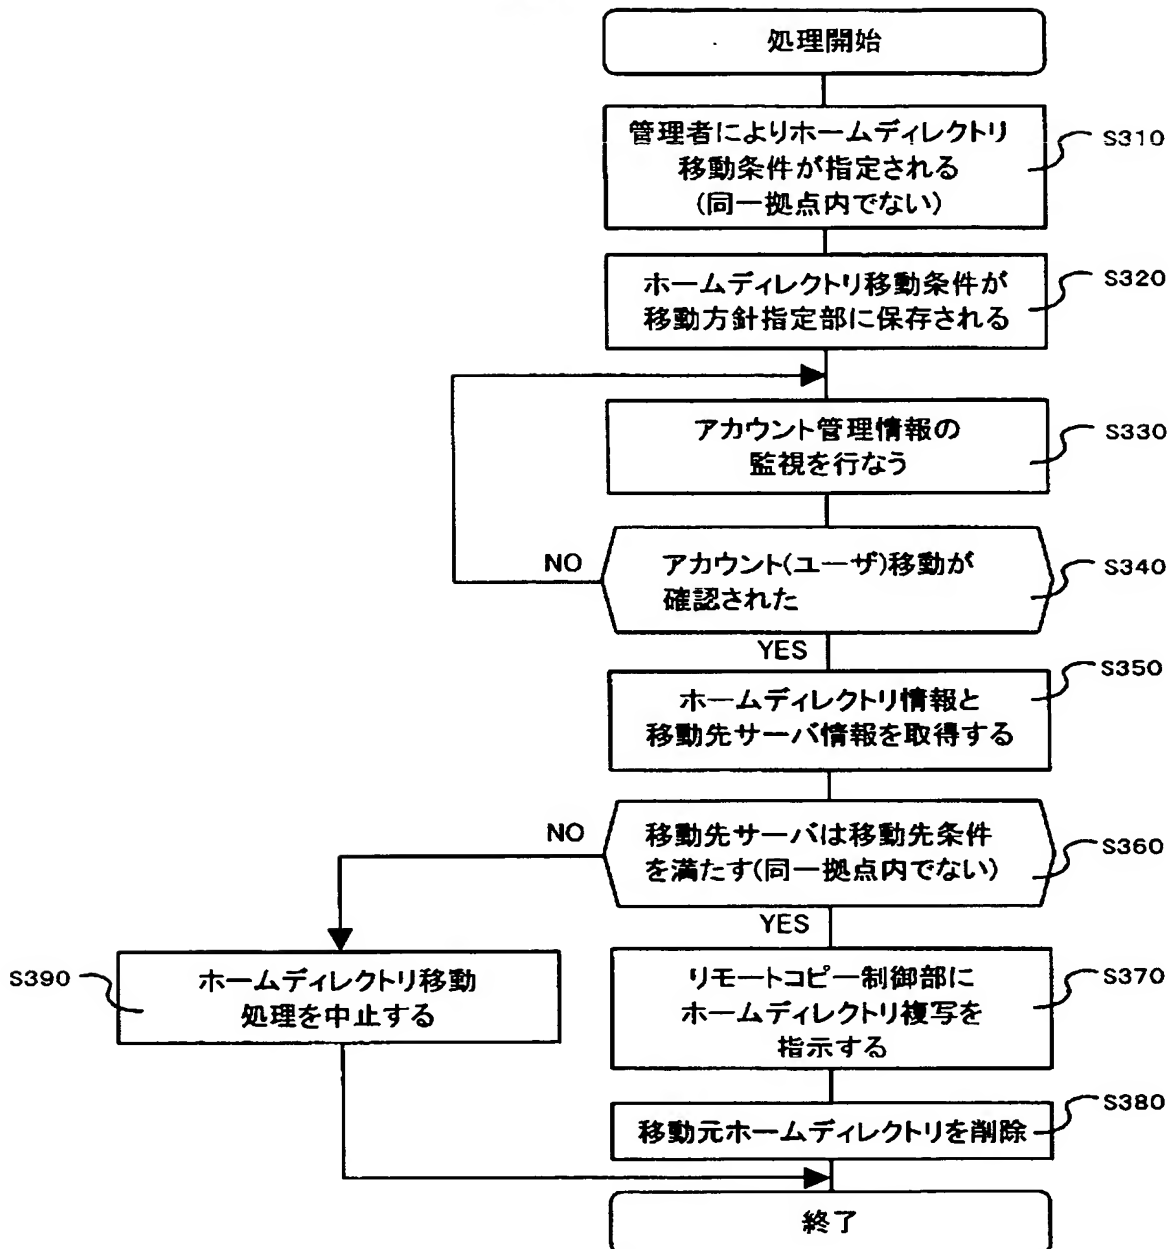 処理開始
管理者によりホームディレクトリ
移動条件が指定される
(同一拠点内でない)
S310
ホームディレクトリ移動条件が
移動方針指定部に保存される
S320
アカウント管理情報の
監視を行なう
S330
アカウント(ユーザ)移動が
確認された
S340
NO
YES
ホームディレクトリ情報と
移動先サーバ情報を取得する
S350
移動先サーバは移動先条件
を満たす(同一拠点内でない)
S360
NO
YES
ホームディレクトリ移動
処理を中止する
S390
リモートコピー制御部に
ホームディレクトリ複写を
指示する
S370
移動元ホームディレクトリを削除
S380
終了